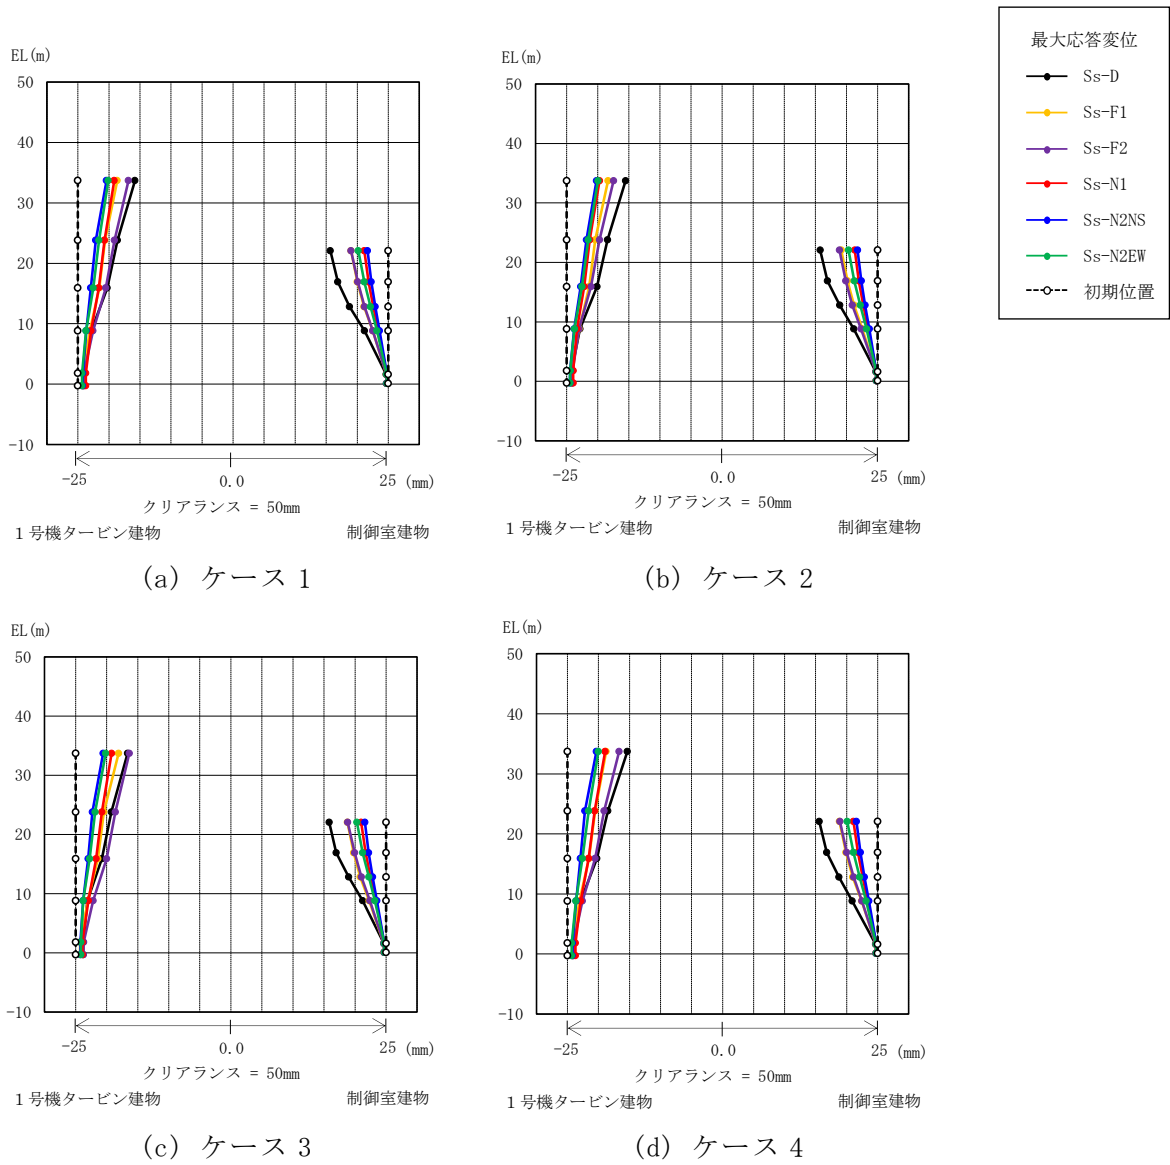 最大応答変位
Ss-D
Ss-F1
Ss-F2
Ss-N1
Ss-N2NS
Ss-N2EW
初期位置
EL(m)
50
40
30
20
10
0
-10
-25
0.0
25 (mm)
クリアランス = 50mm
1号機タービン建物 制御室建物
(a) ケース 1
EL(m)
50
40
30
20
10
0
-10
-25
0.0
25 (mm)
クリアランス = 50mm
1号機タービン建物 制御室建物
(b) ケース 2
EL(m)
50
40
30
20
10
0
-10
-25
0.0
25 (mm)
クリアランス = 50mm
1号機タービン建物 制御室建物
(c) ケース 3
EL(m)
50
40
30
20
10
0
-10
-25
0.0
25 (mm)
クリアランス = 50mm
1号機タービン建物 制御室建物
(d) ケース 4